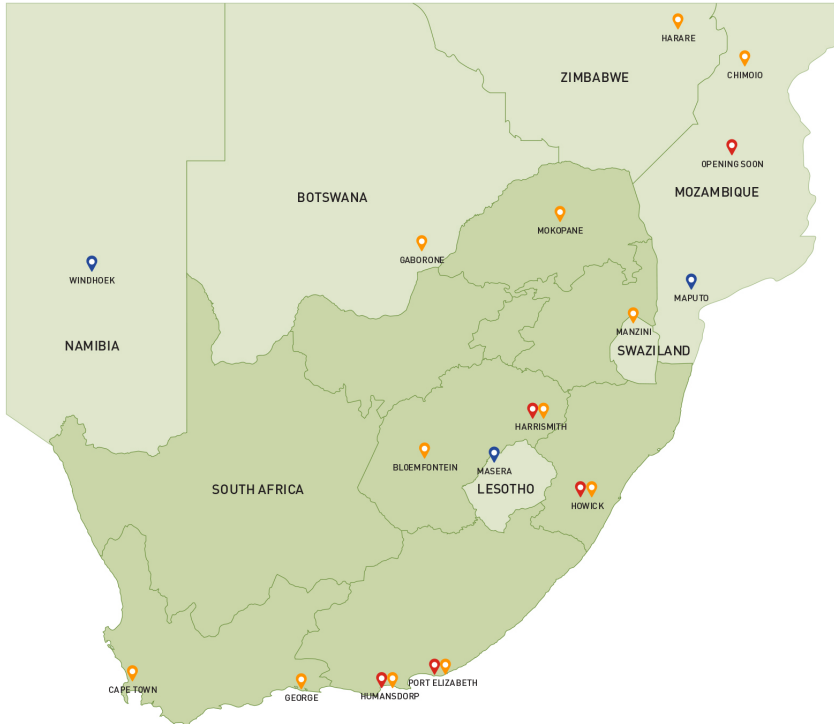 HARARE
CHIMOIO
ZIMBABWE
OPENING SOON
MOZAMBIQUE
BOTSWANA
MOKOPANE
GABORONE
WINDHOEK
MAPUTO
MANZINI
NAMIBIA
SWAZILAND
HARRISMITH
BLOEMFONTEIN
MASERA
SOUTH AFRICA
LESOTHO
HOWICK
PORT ELIZABETH
CAPE TOWN
GEORGE
HUMANSDORP